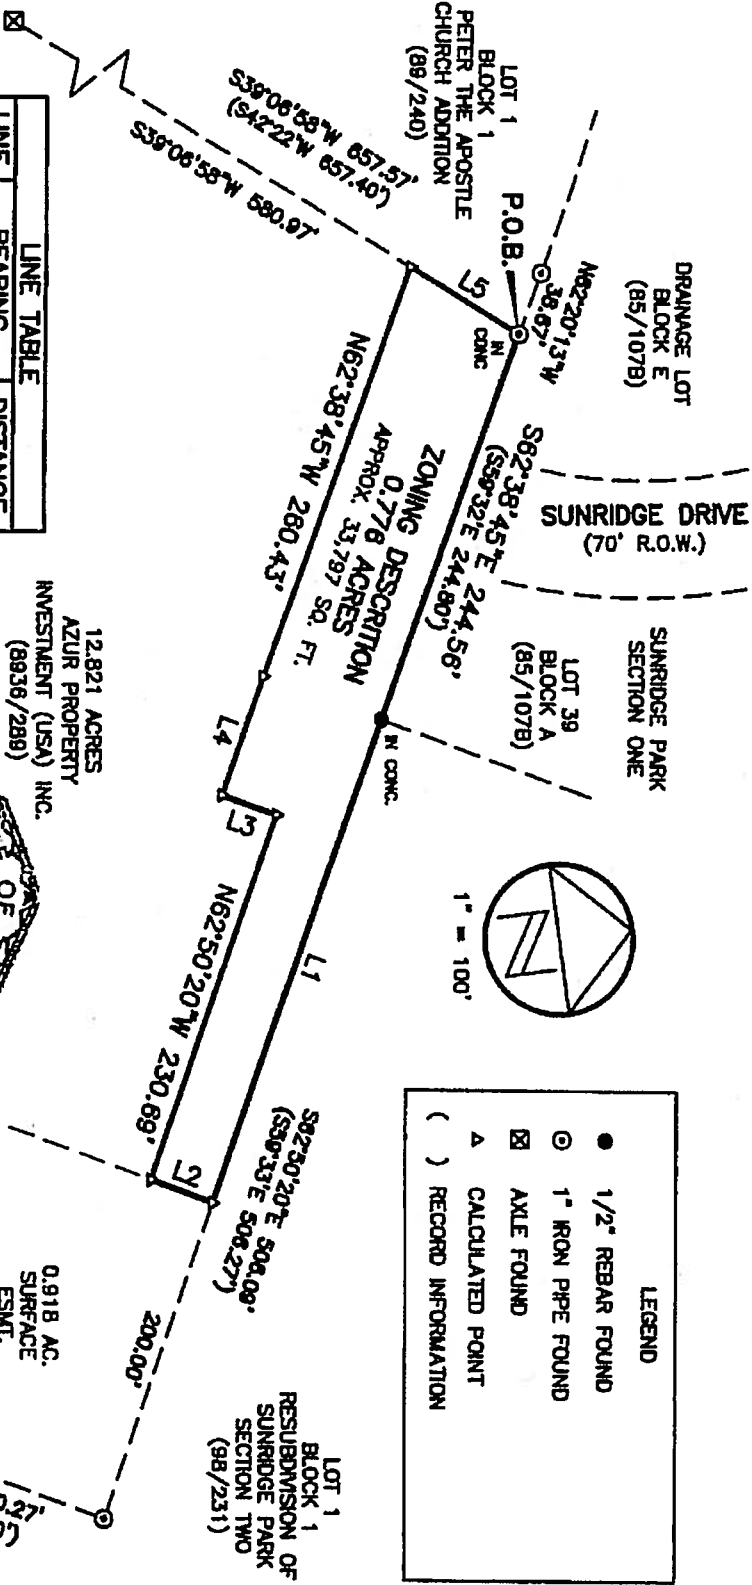 LOT 1
BLOCK 1
PETER THE APOSTLE
CHURCH ADDITION
(89/240)
S39°06'58"W 657.57'
(S42°22'W 657.40')
S39°06'58"W 580.97'
P.O.B.
L5
IN
CONC
N62°20'13"W
38.67'
DRAINAGE LOT
BLOCK E
(85/107B)
S62°38'45"E 244.56'
(S59°32'E 244.80')
SUNRIDGE DRIVE
(70' R.O.W.)
ZONING DESCRITION
0.776 ACRES
APPROX. 33,797 SQ. FT.
N62°38'45"W 260.43'
SUNRIDGE PARK
SECTION ONE
LOT 39
BLOCK A
(85/107B)
IN CONC.
L4
L3
L1
N62°50'20"W 230.69'
L2
S62°50'20"E 506.09'
(S59°33'E 506.27')
200.00'
1" = 100'
LEGEND
1/2" REBAR FOUND
1" IRON PIPE FOUND
AXLE FOUND
CALCULATED POINT
( ) RECORD INFORMATION
LOT 1
BLOCK 1
RESUBDIVISION OF
SUNRIDGE PARK
SECTION TWO
(98/231)
0.918 AC.
SURFACE
ESMT.
12.821 ACRES
AZUR PROPERTY
INVESTMENT (USA) INC.
(8936/289)
LINE TABLE
LINE BEARING DISTANCE
OF
0.27'